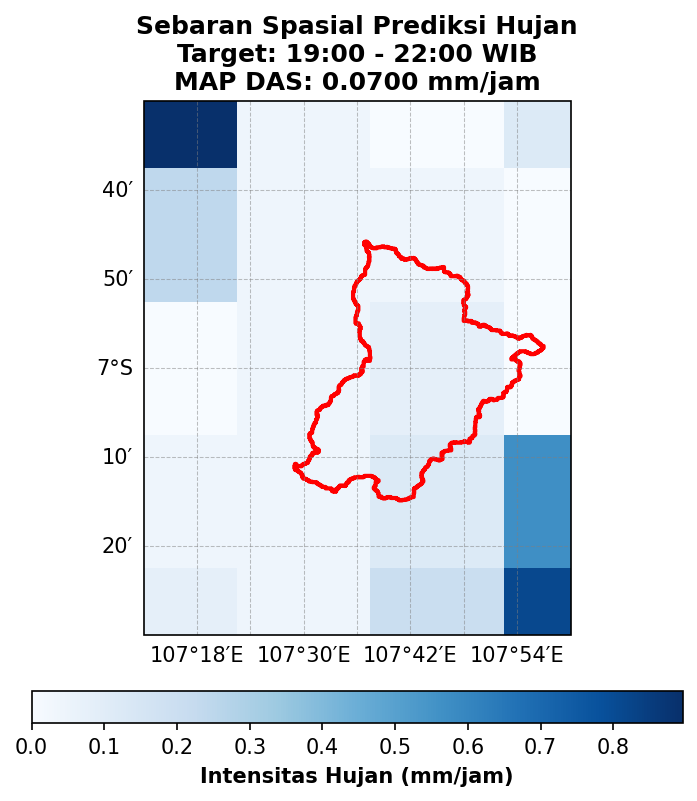 Sebaran Spasial Prediksi Hujan
Target: 19:00 - 22:00 WIB
MAP DAS: 0.0700 mm/jam
40′
50′
7°S
10′
20′
107°18′E 107°30′E 107°42′E 107°54′E
0.0 0.1 0.2 0.3 0.4 0.5 0.6 0.7 0.8
Intensitas Hujan (mm/jam)